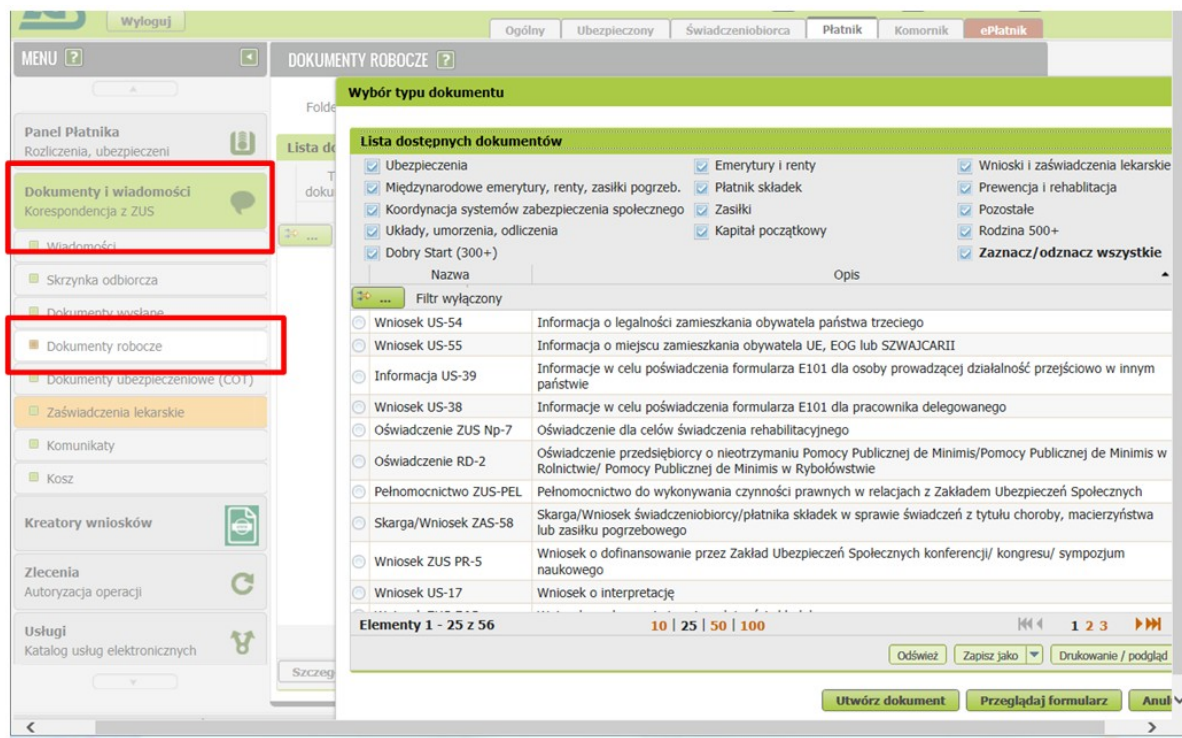 Wyloguj
Ogólny Ubezpieczony Świadczeniobiorca Płatnik Komornik ePłatnik
MENU ?
DOKUMENTY ROBOCZE ?
Wybór typu dokumentu
Folde
Panel Płatnika
Rozliczenia, ubezpieczeni
Lista do
Lista dostępnych dokumentów
Ubezpieczenia Emerytury i renty Wnioski i zaświadczenia lekarskie
T
Międzynarodowe emerytury, renty, zasiłki pogrzeb. Płatnik składek Prewencja i rehablitacja
Dokumenty i wiadomości
doku
Korespondencja z ZUS
Koordynacja systemów zabezpieczenia społecznego Zasiłki Pozostałe
Układy, umorzenia, odliczenia Kapitał początkowy Rodzina 500+
...
Wiadomości
Dobry Start (300+) Zaznacz/odznacz wszystkie
Nazwa Opis
Skrzynka odbiorcza
... Filtr wyłączony
Dokumenty wysłane
Wniosek US-54 Informacja o legalności zamieszkania obywatela państwa trzeciego
Dokumenty robocze
Wniosek US-55 Informacja o miejscu zamieszkania obywatela UE, EOG lub SZWAJCARII
Informacja US-39 Informacje w celu poświadczenia formularza E101 dla osoby prowadzącej działalność przejściowo w innym
państwie
Dokumenty ubezpieczeniowe (COT)
Wniosek US-38 Informacje w celu poświadczenia formularza E101 dla pracownika delegowanego
Zaświadczenia lekarskie
Oświadczenie ZUS Np-7 Oświadczenie dla celów świadczenia rehabilitacyjnego
Komunikaty
Oświadczenie RD-2 Oświadczenie przedsiębiorcy o nieotrzymaniu Pomocy Publicznej de Minimis/Pomocy Publicznej de Minimis w
Rolnictwie/ Pomocy Publicznej de Minimis w Rybołówstwie
Kosz
Pełnomocnictwo ZUS-PEL Pełnomocnictwo do wykonywania czynności prawnych w relacjach z Zakładem Ubezpieczeń Społecznych
Kreatory wniosków
Skarga/Wniosek ZAS-58 Skarga/Wniosek świadczeniobiorcy/płatnika składek w sprawie świadczeń z tytułu choroby, macierzyństwa
lub zasiłku pogrzebowego
Wniosek ZUS PR-5 Wniosek o dofinansowanie przez Zakład Ubezpieczeń Społecznych konferencji/ kongresu/ sympozjum
naukowego
Zlecenia
Autoryzacja operacji
Wniosek US-17 Wniosek o interpretację
Elementy 1 - 25 z 56 10 | 25 | 50 | 100 1 2 3
Usługi
Katalog usług elektronicznych
Odśwież Zapisz jako Drukowanie / podgląd
Szczeg
Utwórz dokument Przeglądaj formularz Anul